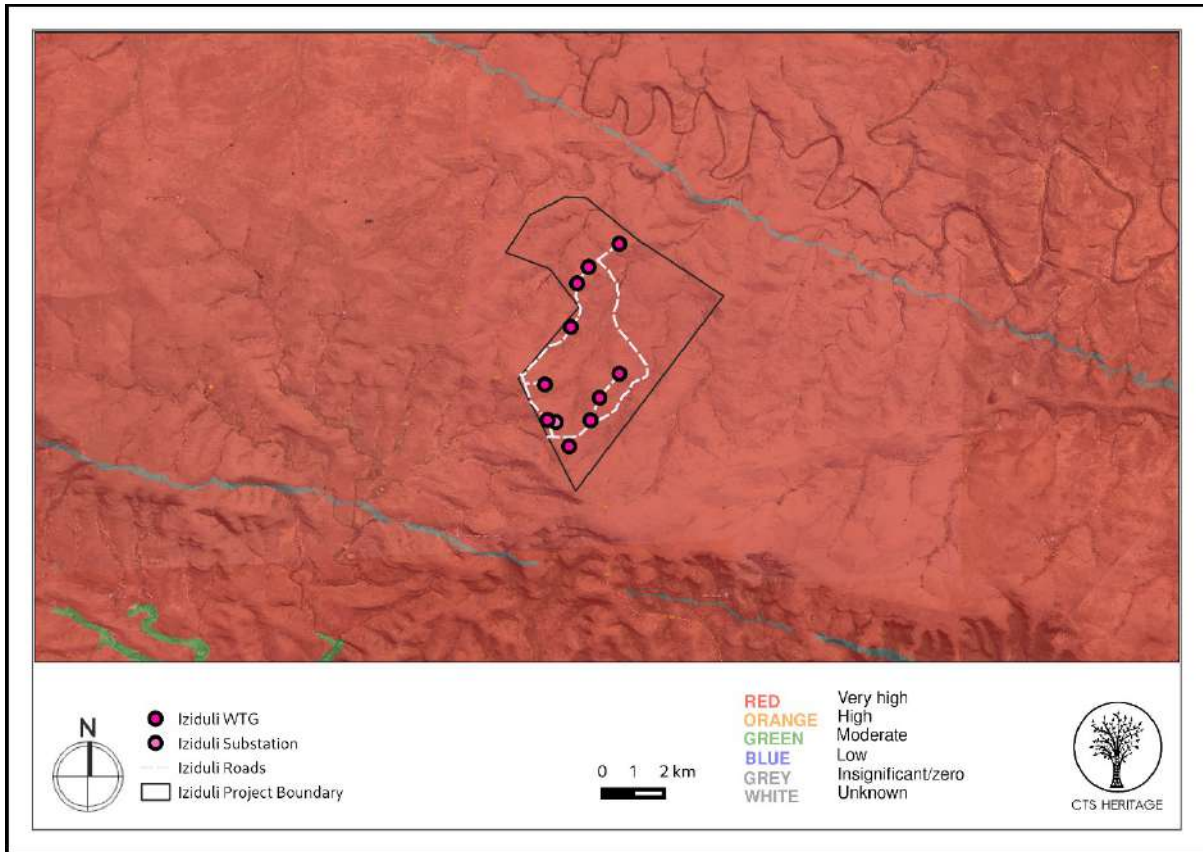 N
Iziduli WTG
Iziduli Substation
Iziduli Roads
Iziduli Project Boundary
0 1 2 km
RED Very high
ORANGE High
GREEN Moderate
BLUE Low
GREY Insignificant/zero
WHITE Unknown
CTS HERITAGE